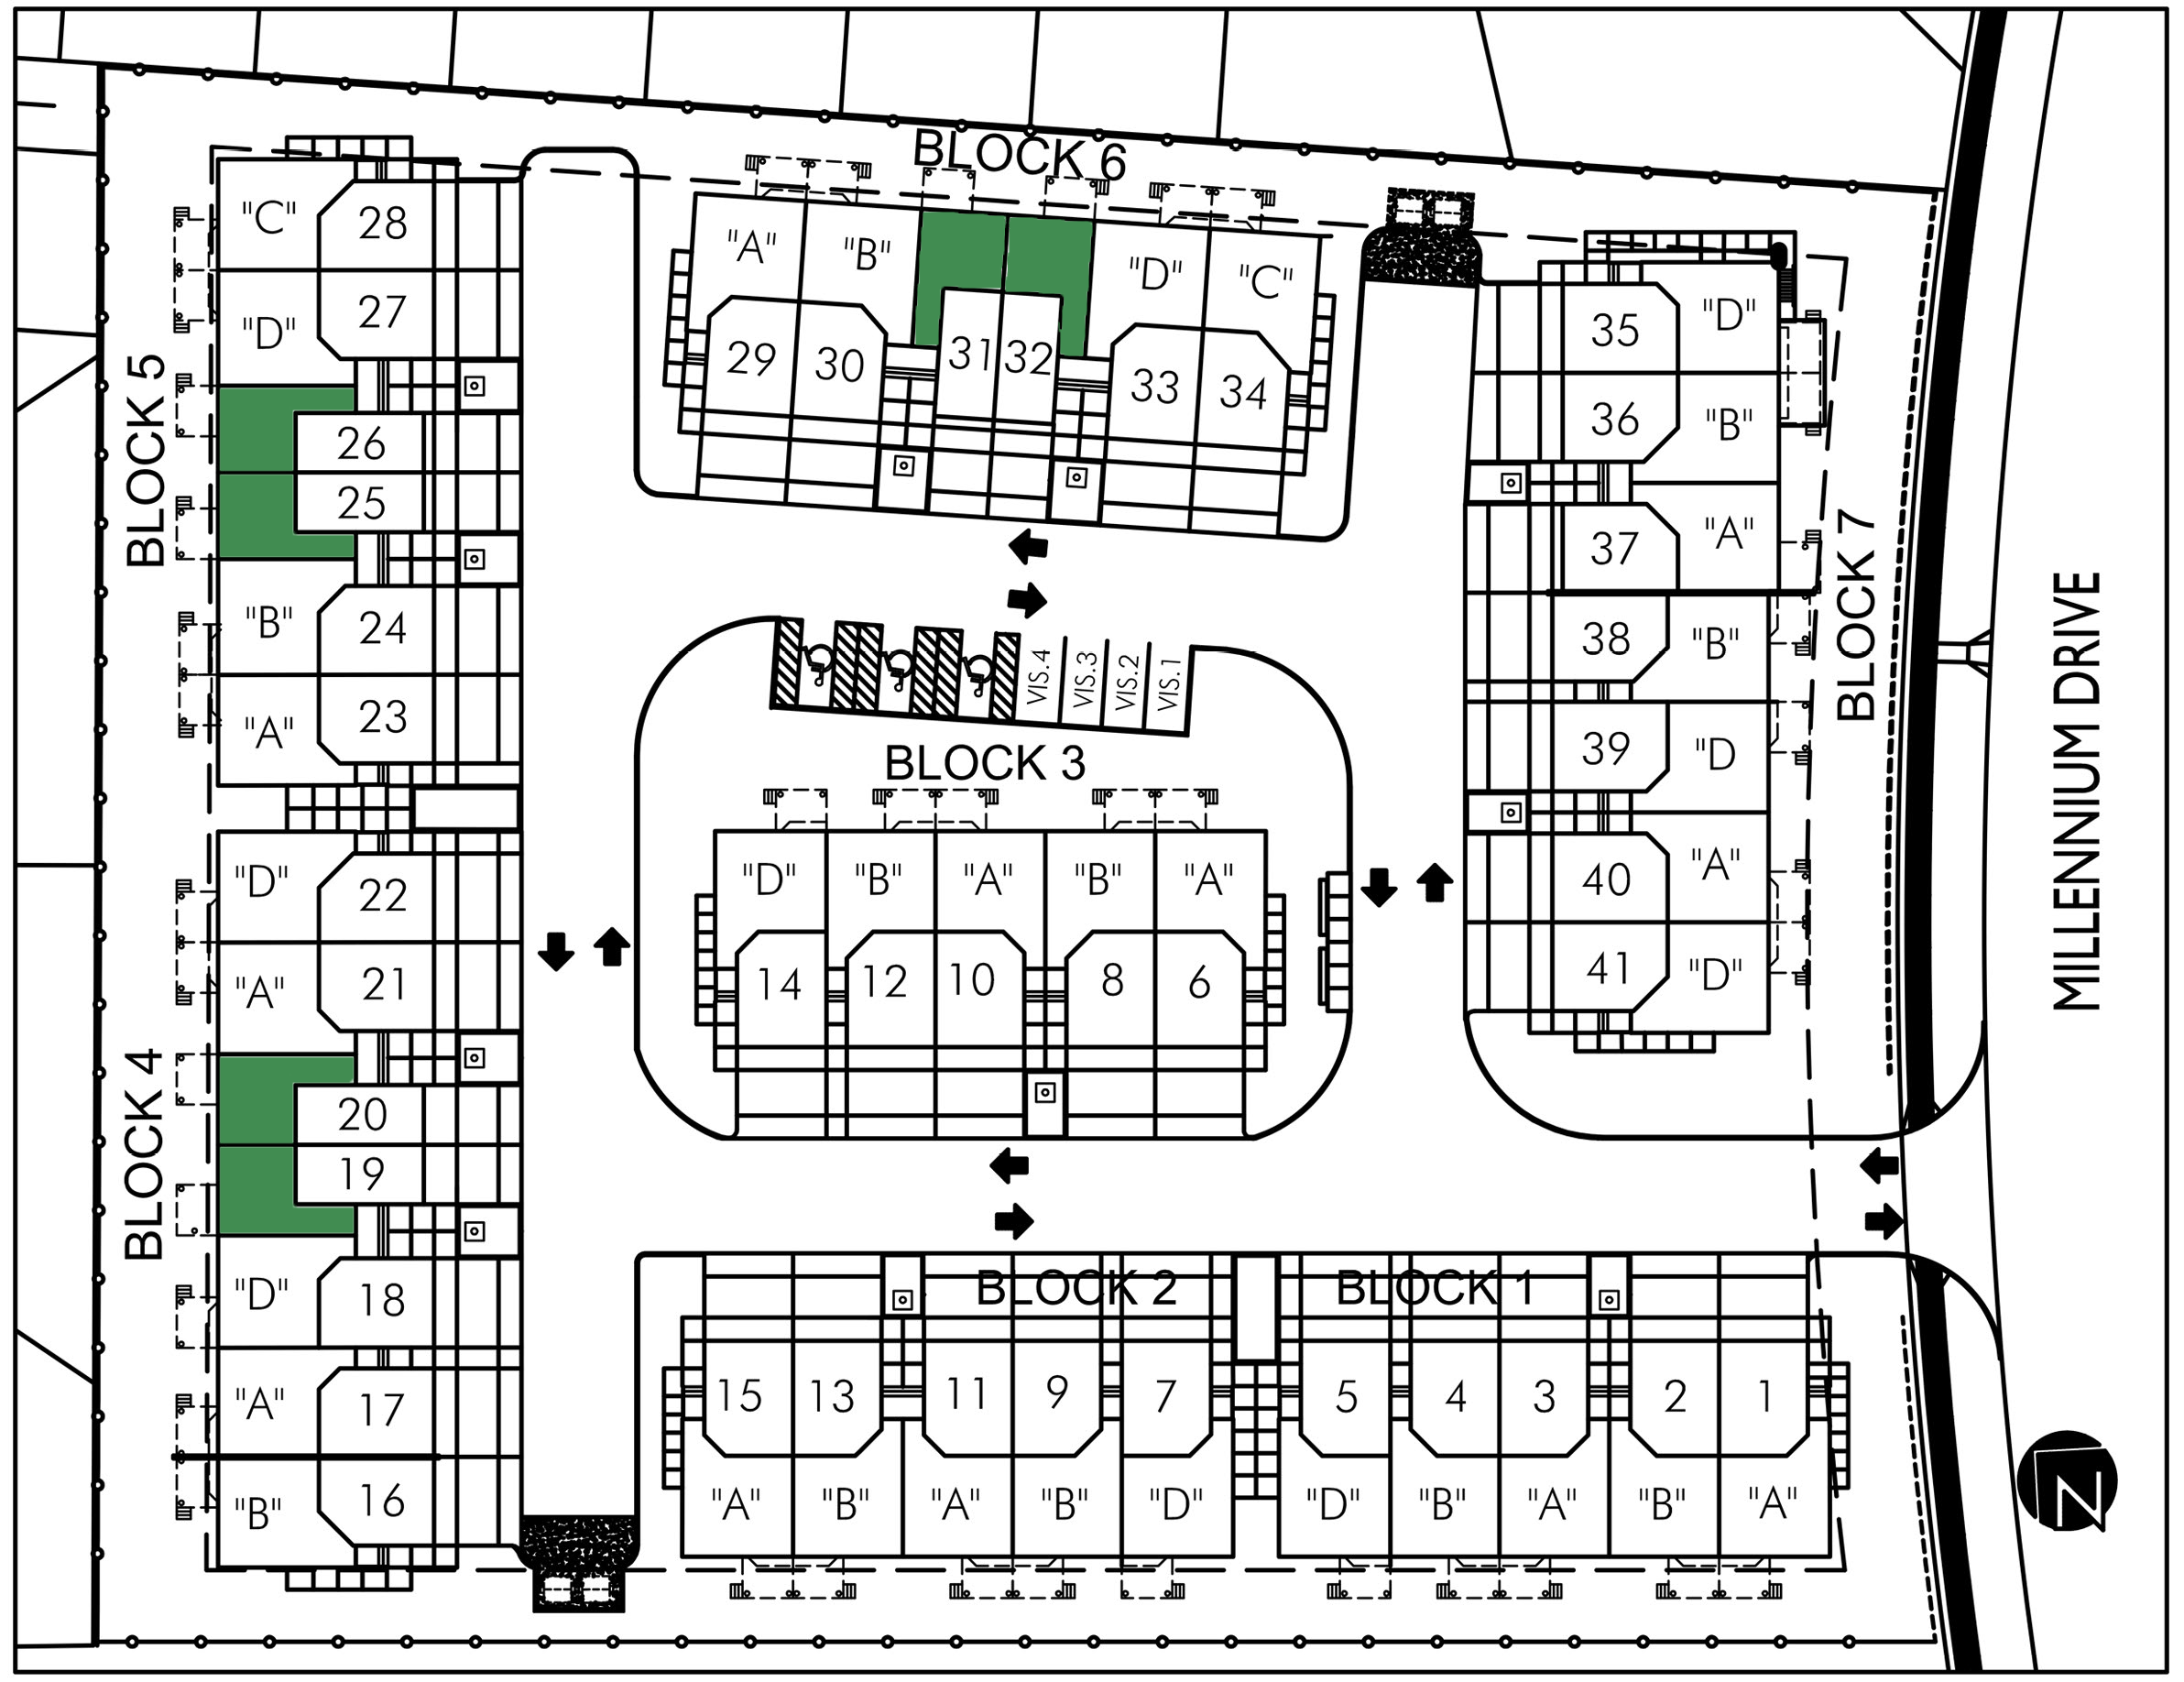 BLOCK 6
"A"
"B"
"D"
"C"
29
30
31
32
33
34
BLOCK 5
"C"
28
"D"
27
26
25
"B"
24
"A"
23
BLOCK 4
"D"
22
"A"
21
20
19
"D"
18
"A"
17
"B"
16
VIS.4
VIS.3
VIS.2
VIS.1
BLOCK 3
"D"
"B"
"A"
"B"
"A"
14
12
10
8
6
BLOCK 7
35
"D"
36
"B"
37
"A"
38
"B"
39
"D
40
"A"
41
"D"
MILLENNIUM DRIVE
BLOCK 2
15
13
11
9
7
"A"
"B"
"A"
"B"
"D"
BLOCK 1
5
4
3
2
1
"D"
"B"
"A"
"B"
"A"
N